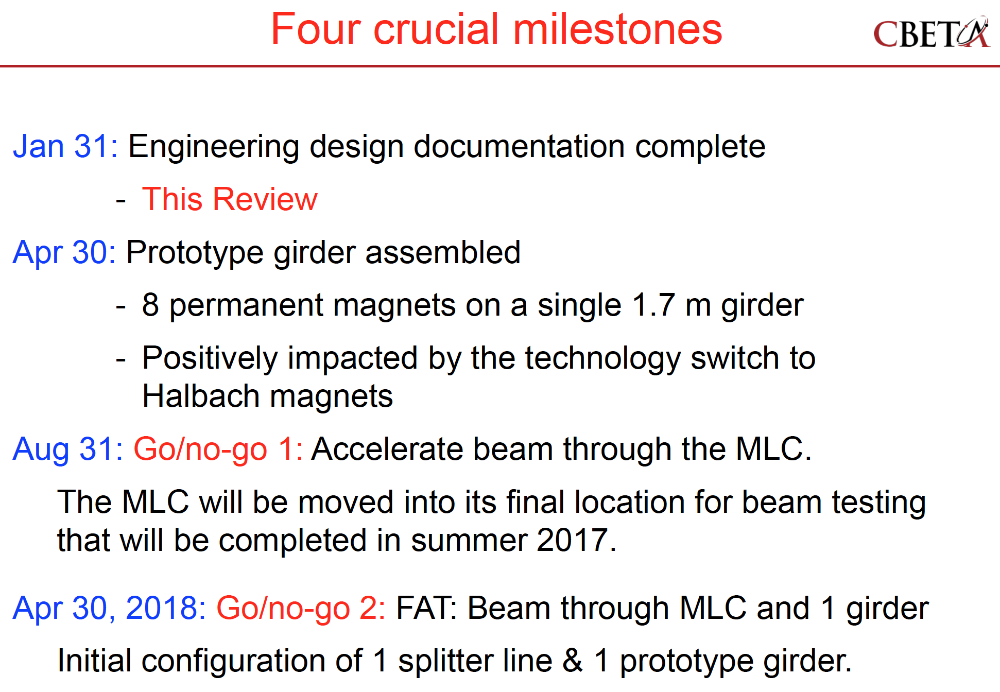 Four crucial milestones
CBETA
Jan 31: Engineering design documentation complete
- This Review
Apr 30: Prototype girder assembled
- 8 permanent magnets on a single 1.7 m girder
- Positively impacted by the technology switch to
Halbach magnets
Aug 31: Go/no-go 1: Accelerate beam through the MLC.
The MLC will be moved into its final location for beam testing
that will be completed in summer 2017.
Apr 30, 2018: Go/no-go 2: FAT: Beam through MLC and 1 girder
Initial configuration of 1 splitter line & 1 prototype girder.